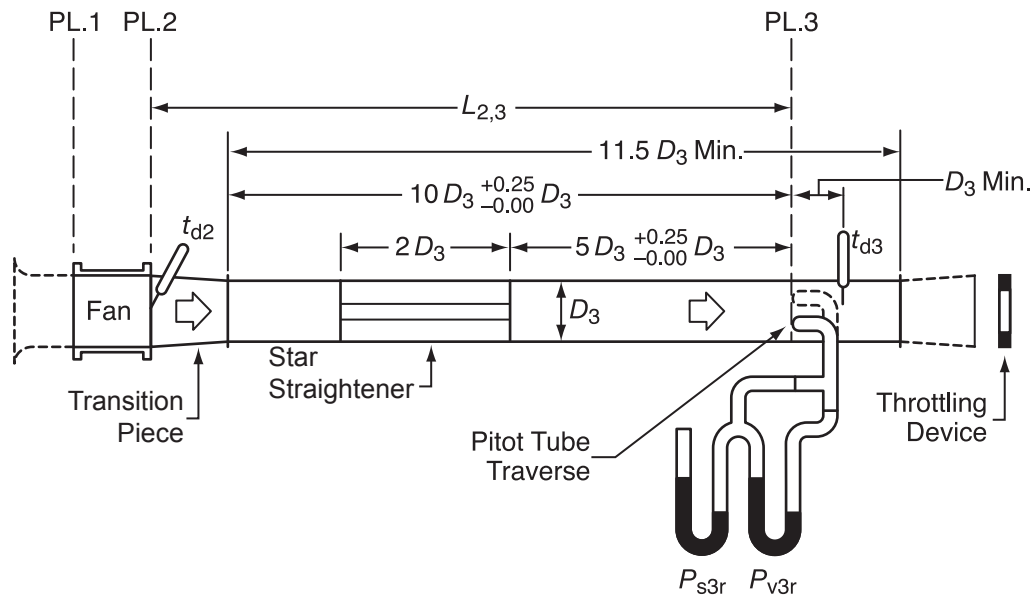 PL.1 PL.2 PL.3
L2,3
11.5 D3 Min.
10 D3 +0.25 −0.00 D3
D3 Min.
td2
2 D3
5 D3 +0.25 −0.00 D3
td3
Fan
D3
Star
Straightener
Transition
Piece
Pitot Tube
Traverse
Throttling
Device
Ps3r Pv3r